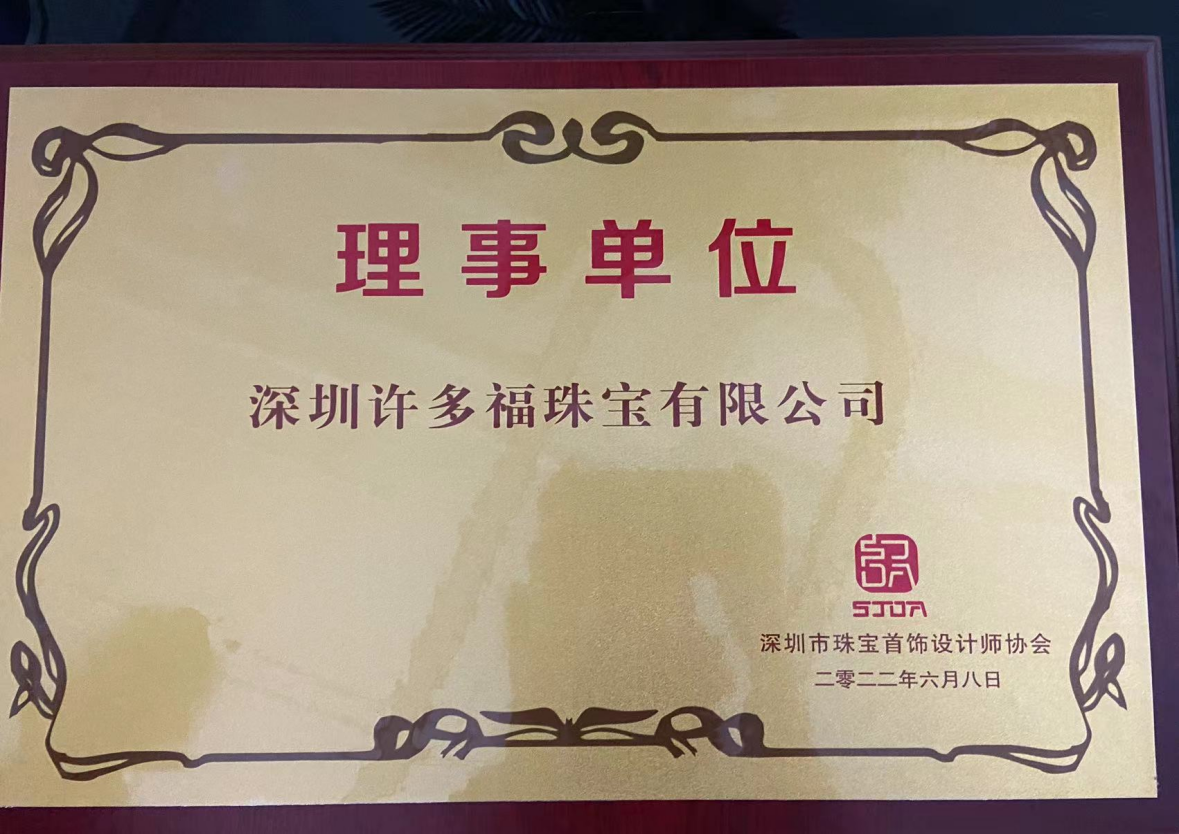 理事单位
深圳许多福珠宝有限公司
SJDA
SJDA
深圳市珠宝首饰设计师协会
二零二二年六月八日